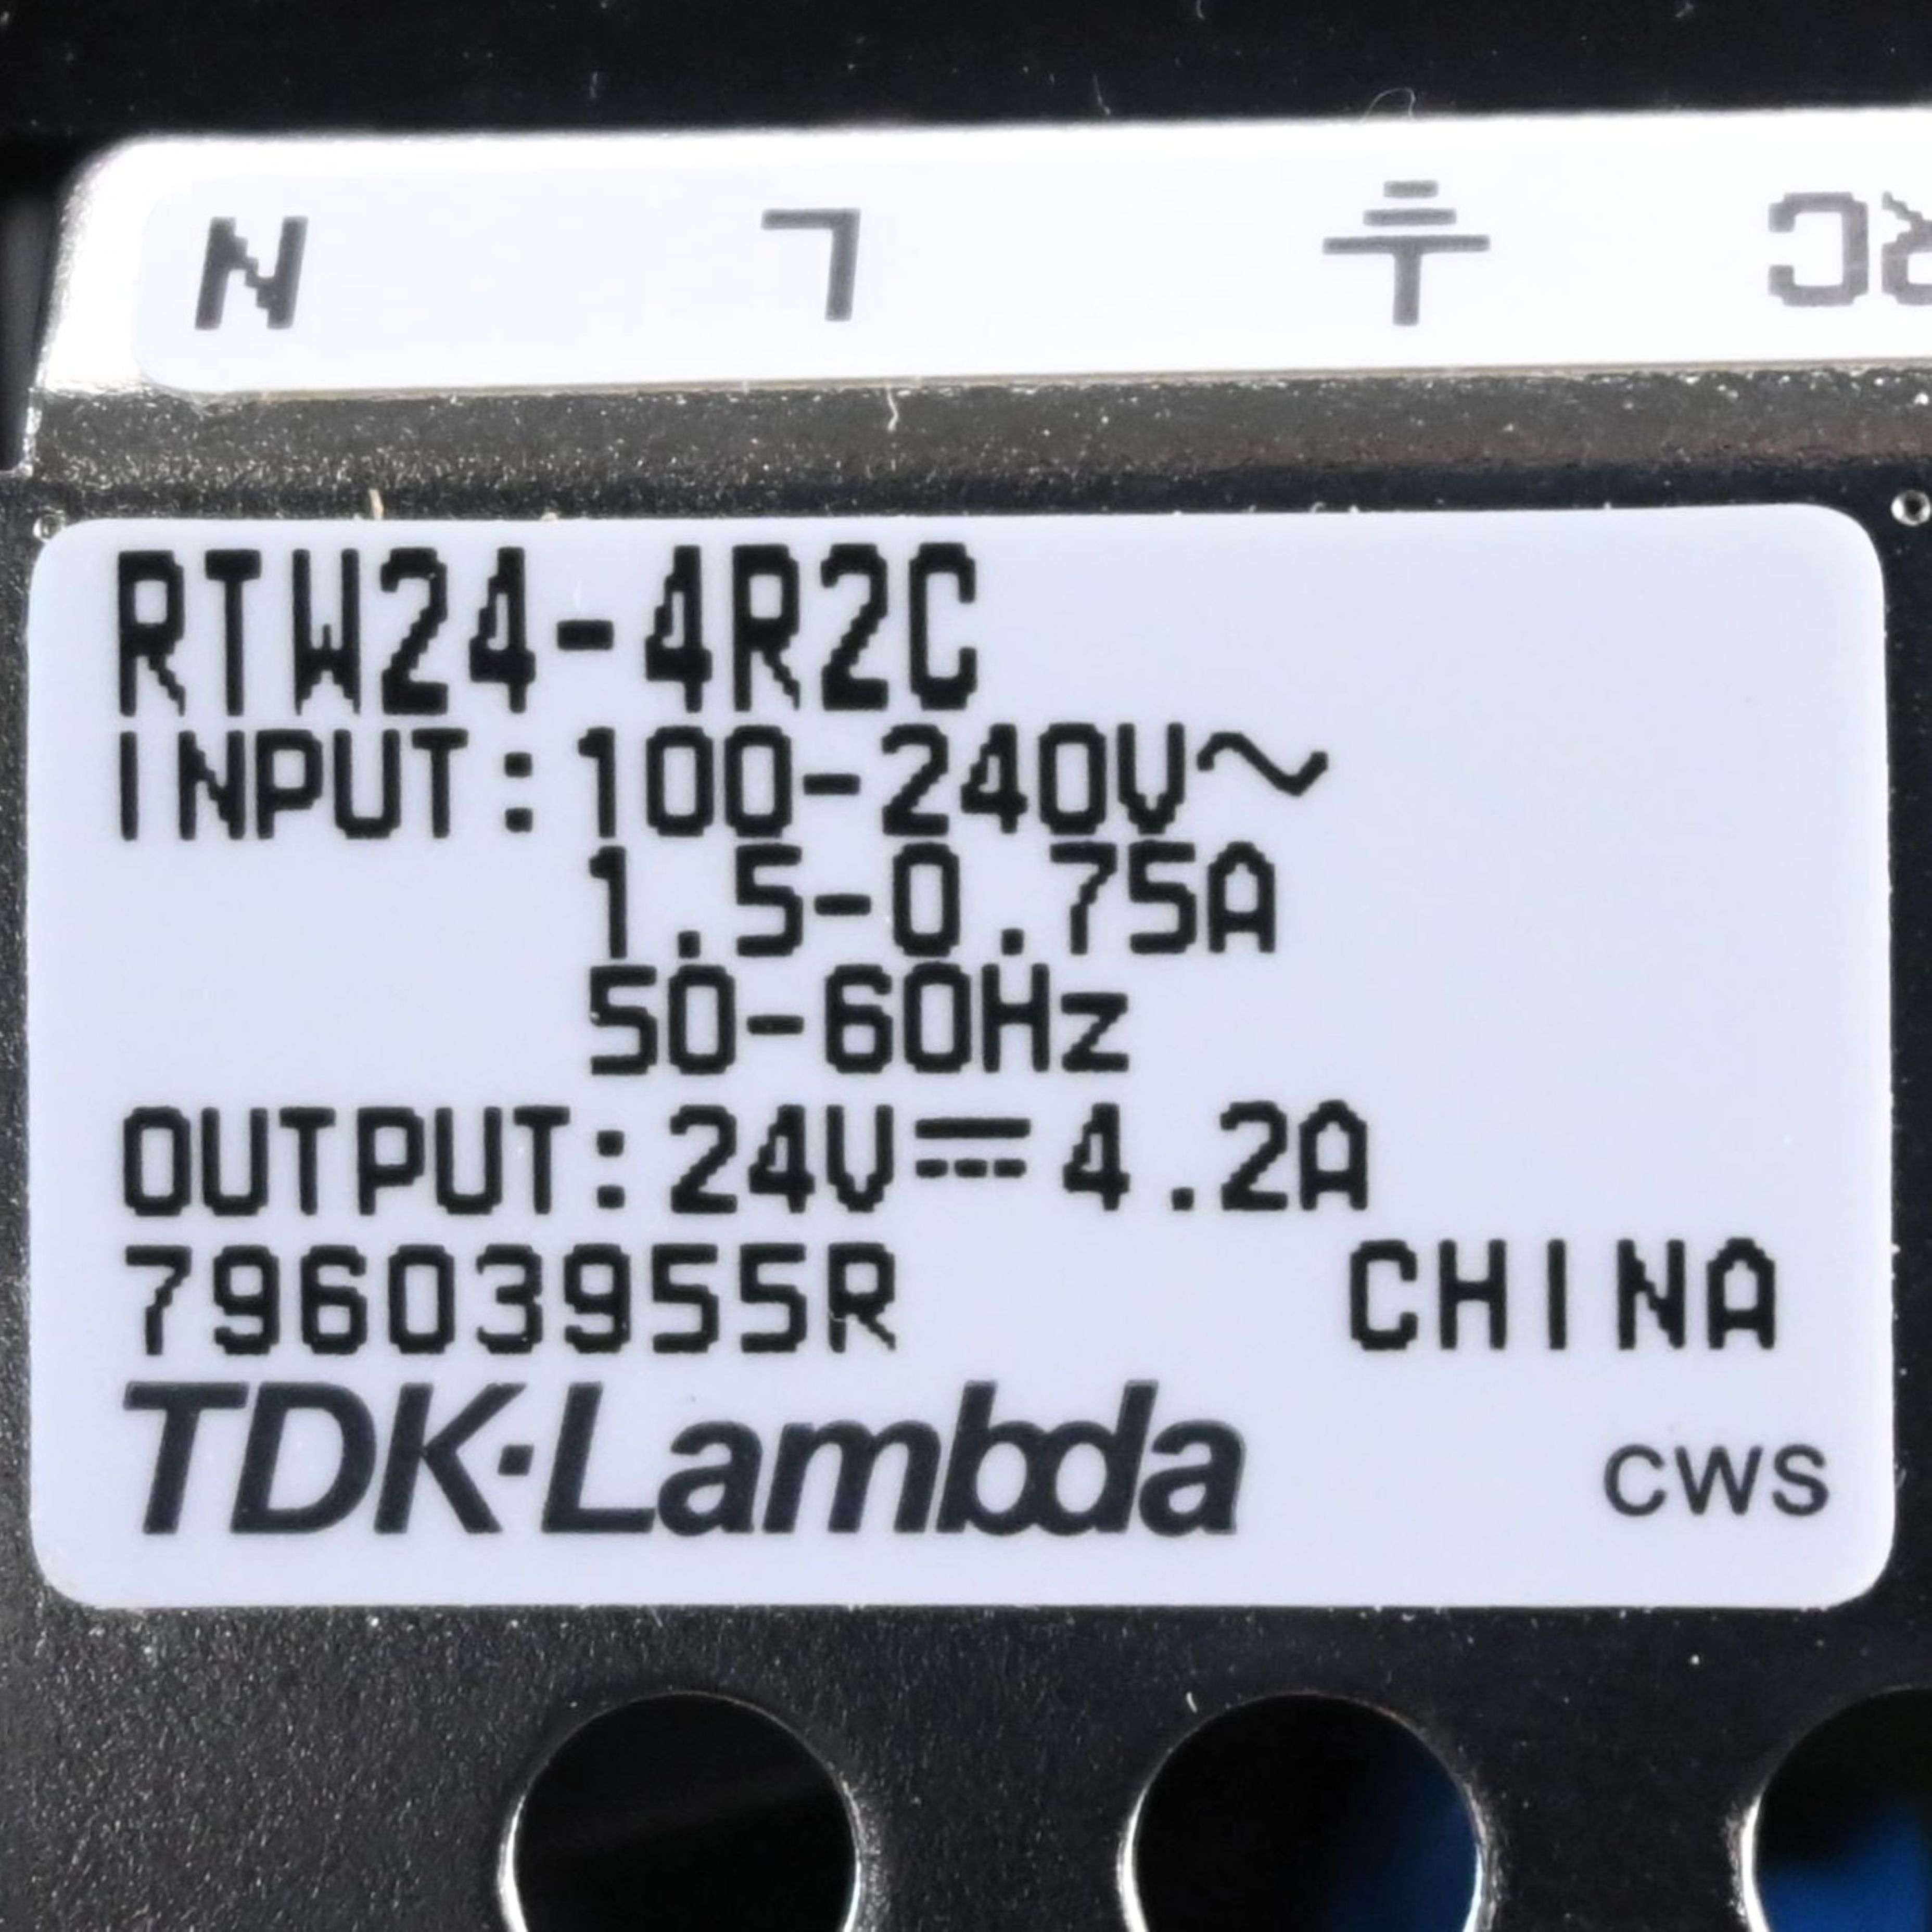 N L ⏚ RC
RTW24-4R2C
INPUT:100-240V~
1.5-0.75A
50-60Hz
OUTPUT:24V⎓4.2A
79603955R CHINA
TDK·Lambda CWS